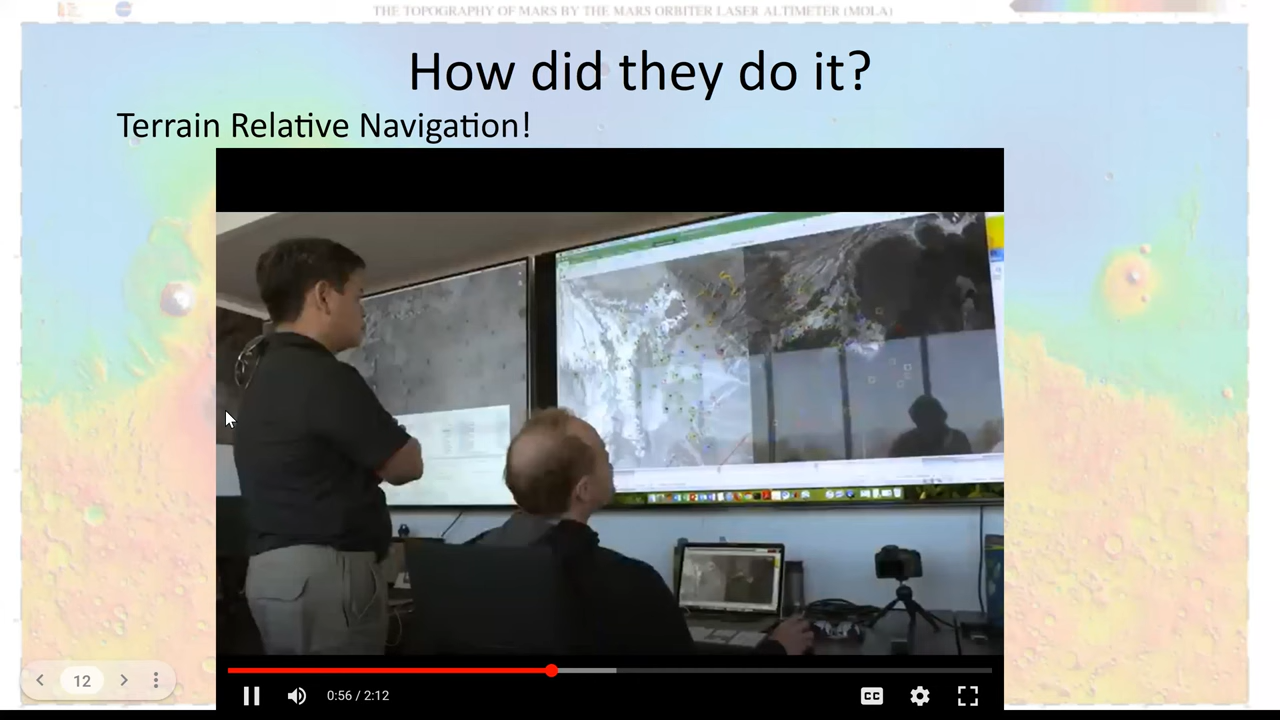 THE TOPOGRAPHY OF MARS BY THE MARS ORBITER LASER ALTIMETER (MOLA)
How did they do it?
Terrain Relative Navigation!
12
0:56 / 2:12
CC